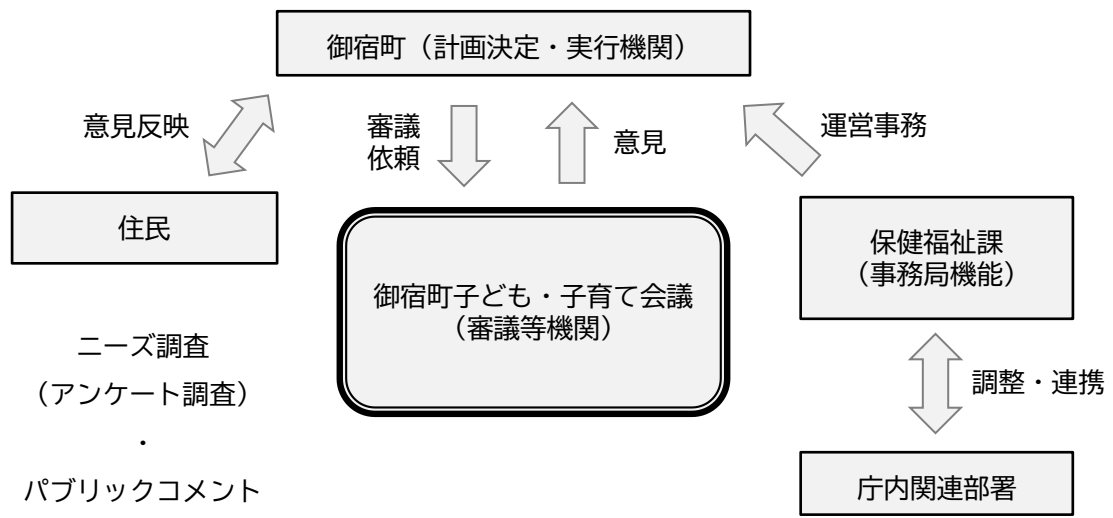 御宿町（計画決定・実行機関）
意見反映
審議
依頼
意見
運営事務
住民
御宿町子ども・子育て会議
（審議等機関）
保健福祉課
（事務局機能）
ニーズ調査
（アンケート調査）
・
パブリックコメント
調整・連携
庁内関連部署